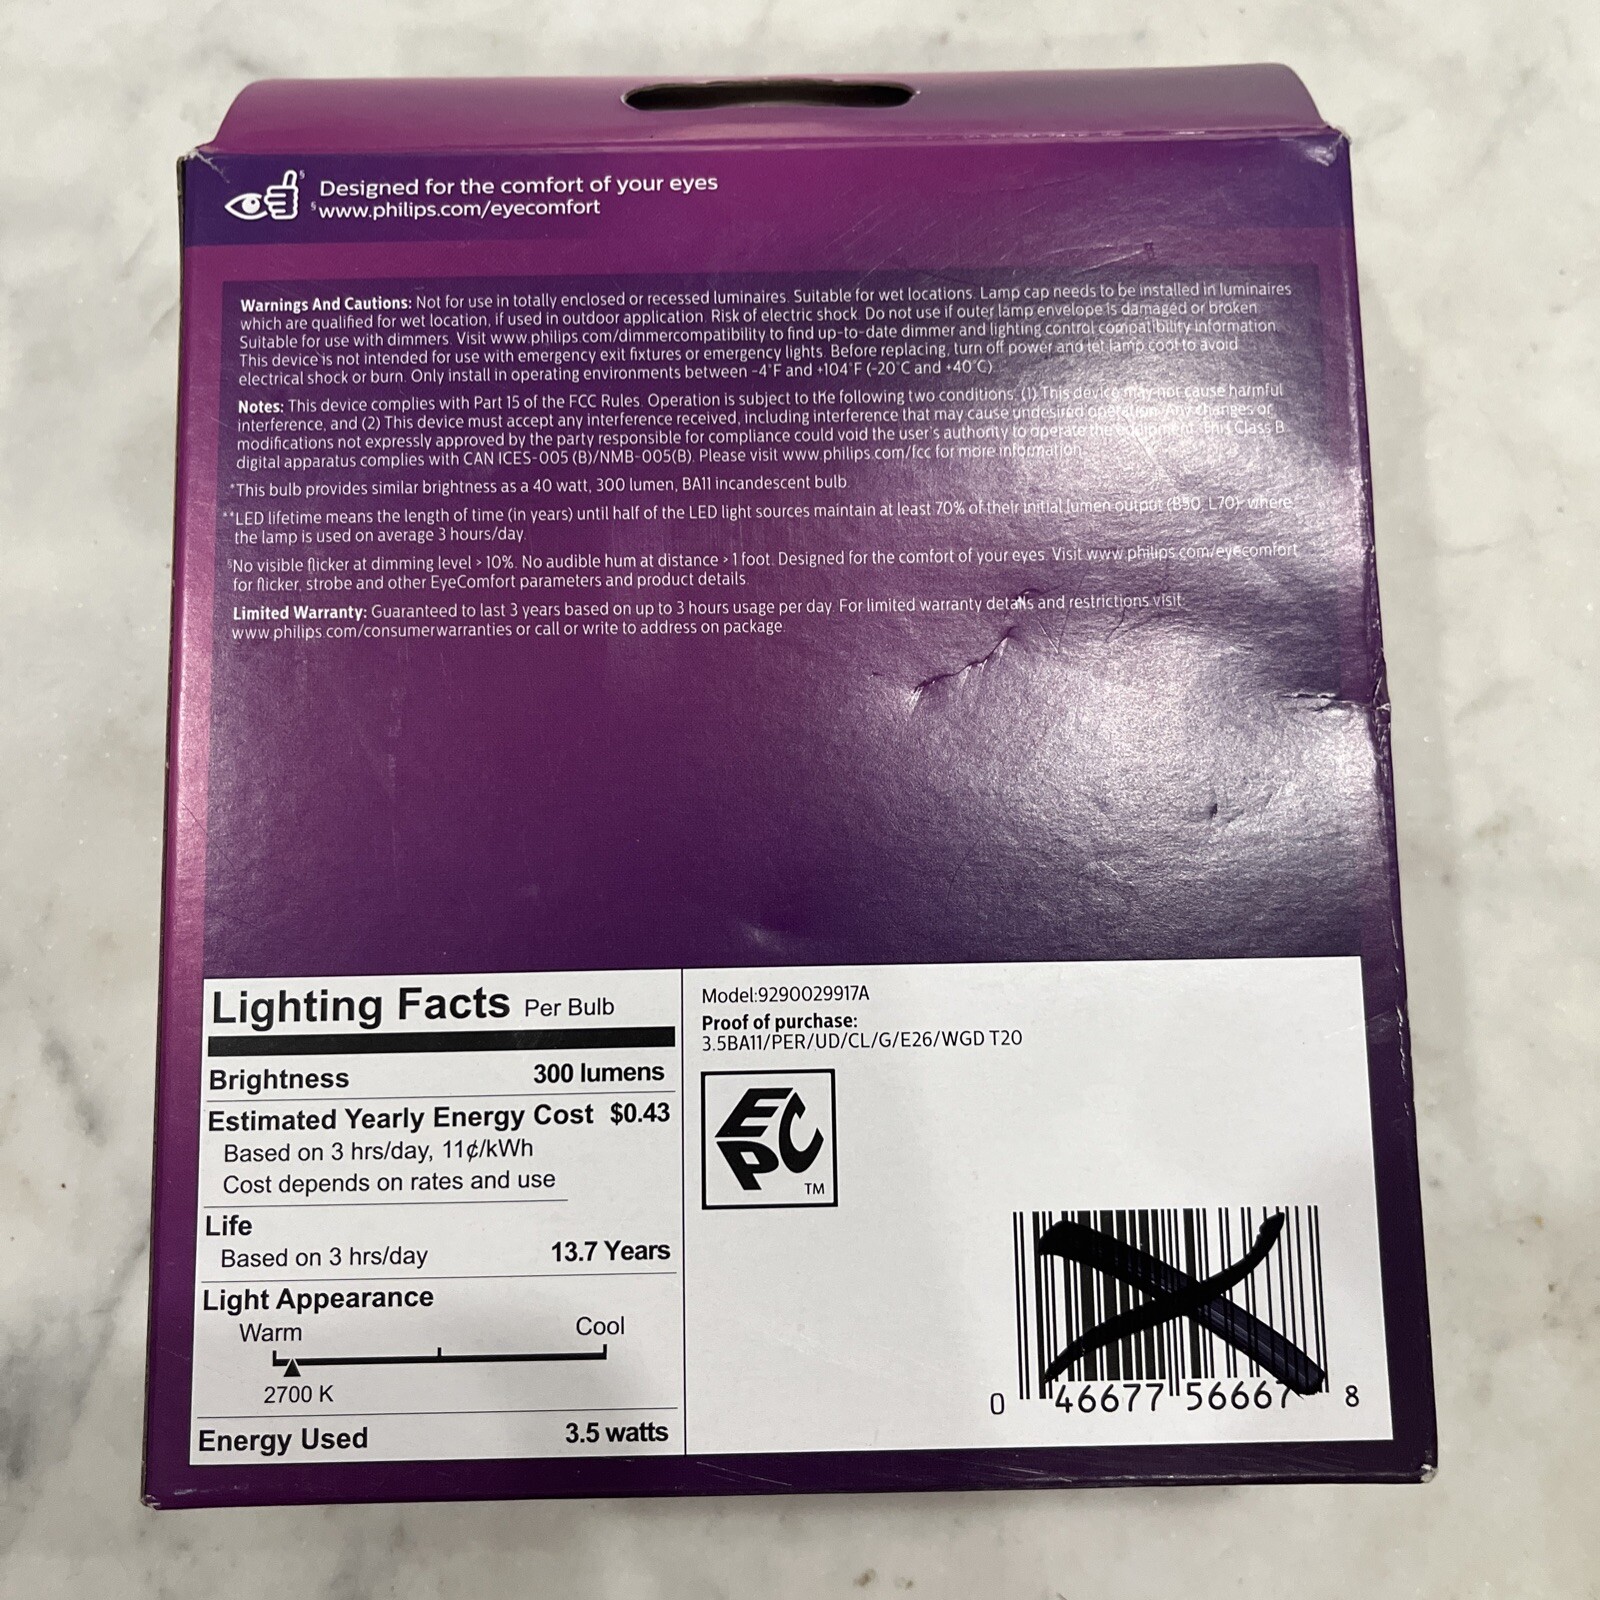 Designed for the comfort of your eyes
§www.philips.com/eyecomfort
Warnings And Cautions: Not for use in totally enclosed or recessed luminaires. Suitable for wet locations. Lamp cap needs to be installed in luminaires
which are qualified for wet location, if used in outdoor application. Risk of electric shock. Do not use if outer lamp envelope is damaged or broken.
Suitable for use with dimmers. Visit www.philips.com/dimmercompatibility to find up-to-date dimmer and lighting control compatibility information.
This device is not intended for use with emergency exit fixtures or emergency lights. Before replacing, turn off power and let lamp cool to avoid
electrical shock or burn. Only install in operating environments between -4°F and +104°F (-20°C and +40°C).
Notes: This device complies with Part 15 of the FCC Rules. Operation is subject to the following two conditions: (1) This device may not cause harmful
interference, and (2) This device must accept any interference received, including interference that may cause undesired operation. Any changes or
modifications not expressly approved by the party responsible for compliance could void the user's authority to operate the equipment. This Class B
digital apparatus complies with CAN ICES-005 (B)/NMB-005(B). Please visit www.philips.com/fcc for more information.
*This bulb provides similar brightness as a 40 watt, 300 lumen, BA11 incandescent bulb.
**LED lifetime means the length of time (in years) until half of the LED light sources maintain at least 70% of their initial lumen output (B50, L70); where
the lamp is used on average 3 hours/day.
§No visible flicker at dimming level > 10%. No audible hum at distance > 1 foot. Designed for the comfort of your eyes. Visit www.philips.com/eyecomfort
for flicker, strobe and other EyeComfort parameters and product details.
Limited Warranty: Guaranteed to last 3 years based on up to 3 hours usage per day. For limited warranty details and restrictions visit
www.philips.com/consumerwarranties or call or write to address on package.
Lighting Facts Per Bulb
Brightness 300 lumens
Estimated Yearly Energy Cost $0.43
Based on 3 hrs/day, 11¢/kWh
Cost depends on rates and use
Life
Based on 3 hrs/day 13.7 Years
Light Appearance
Warm Cool
2700 K
Energy Used 3.5 watts
Model:9290029917A
Proof of purchase:
3.5BA11/PER/UD/CL/G/E26/WGD T20
EPC
TM
0 46677 56667 8